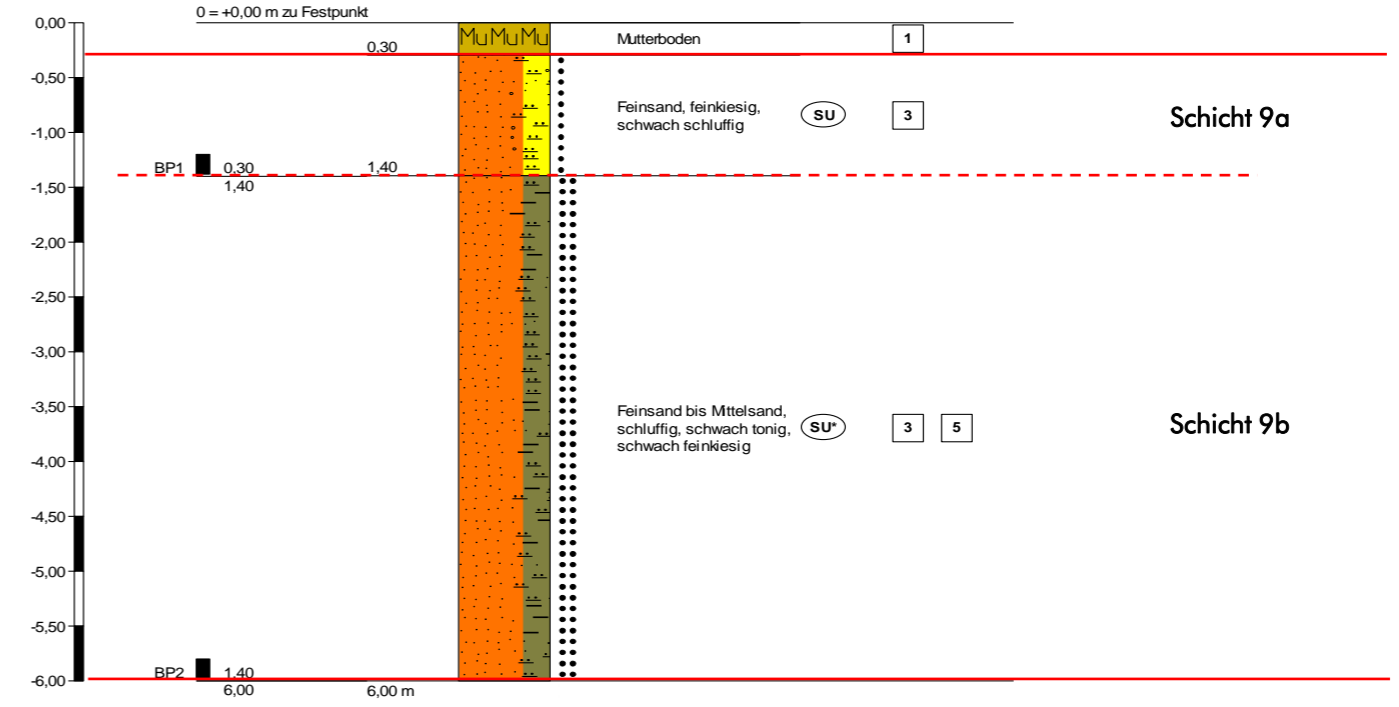 0 = +0,00 m zu Festpunkt
0,00
Mu Mu Mu
Mutterboden
1
0,30
-0,50
Feinsand, feinkiesig,
schwach schluffig
SU
3
Schicht 9a
-1,00
BP1
0,30
1,40
1,40
-1,50
-2,00
-2,50
-3,00
-3,50
Feinsand bis Mittelsand,
schluffig, schwach tonig,
schwach feinkiesig
SU*
3
5
Schicht 9b
-4,00
-4,50
-5,00
-5,50
BP2
1,40
-6,00
6,00
6,00 m